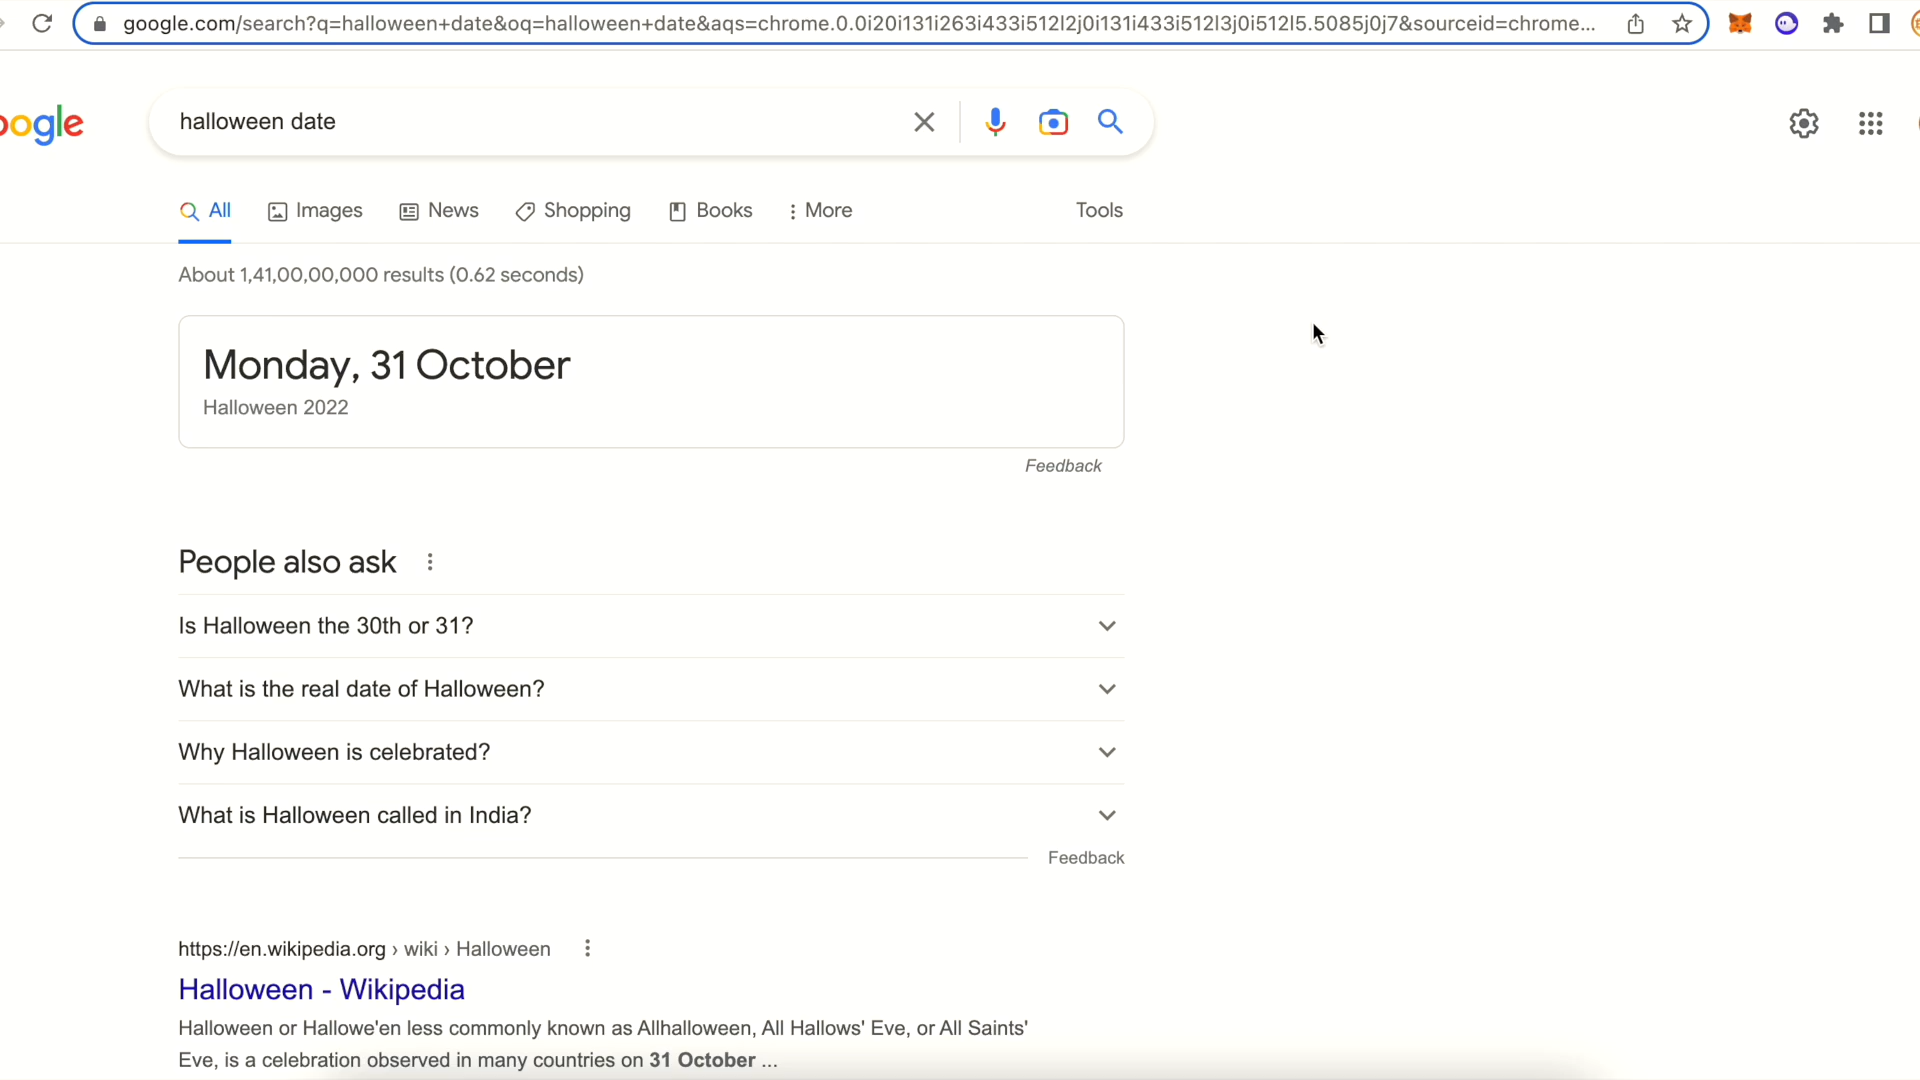 google.com/search?q=halloween+date&oq=halloween+date&aqs=chrome.0.0i20i131i263i433i512l2j0i131i433i512l3j0i512l5.5085j0j7&sourceid=chrome...
oogle
halloween date
All Images News Shopping Books More Tools
About 1,41,00,00,000 results (0.62 seconds)
Monday, 31 October
Halloween 2022
Feedback
People also ask
Is Halloween the 30th or 31?
What is the real date of Halloween?
Why Halloween is celebrated?
What is Halloween called in India?
Feedback
https://en.wikipedia.org › wiki › Halloween
Halloween - Wikipedia
Halloween or Hallowe'en less commonly known as Allhalloween, All Hallows' Eve, or All Saints'
Eve, is a celebration observed in many countries on 31 October ...